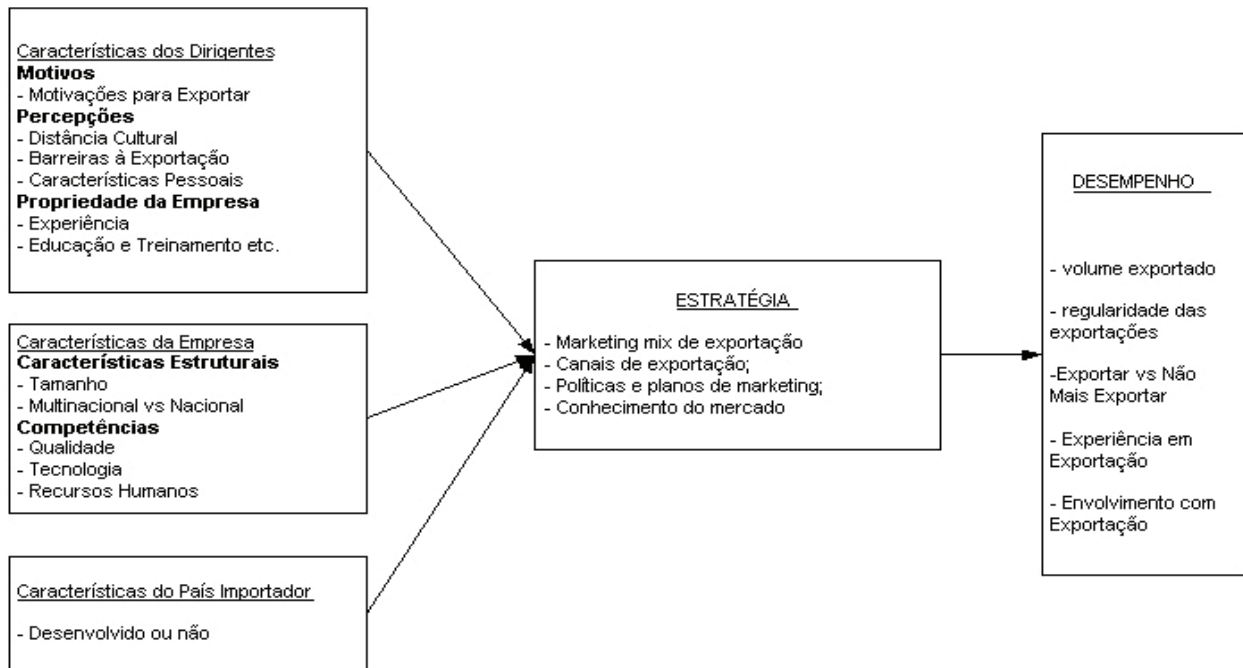 Características dos Dirigentes
Motivos
- Motivações para Exportar
Percepções
- Distância Cultural
- Barreiras à Exportação
- Características Pessoais
Propriedade da Empresa
- Experiência
- Educação e Treinamento etc.
Características da Empresa
Características Estruturais
- Tamanho
- Multinacional vs Nacional
Competências
- Qualidade
- Tecnologia
- Recursos Humanos
Características do País Importador
- Desenvolvido ou não
ESTRATÉGIA
- Marketing mix de exportação
- Canais de exportação;
- Políticas e planos de marketing;
- Conhecimento do mercado
DESEMPENHO
- volume exportado
- regularidade das
exportações
-Exportar vs Não
Mais Exportar
- Experiência em
Exportação
- Envolvimento com
Exportação